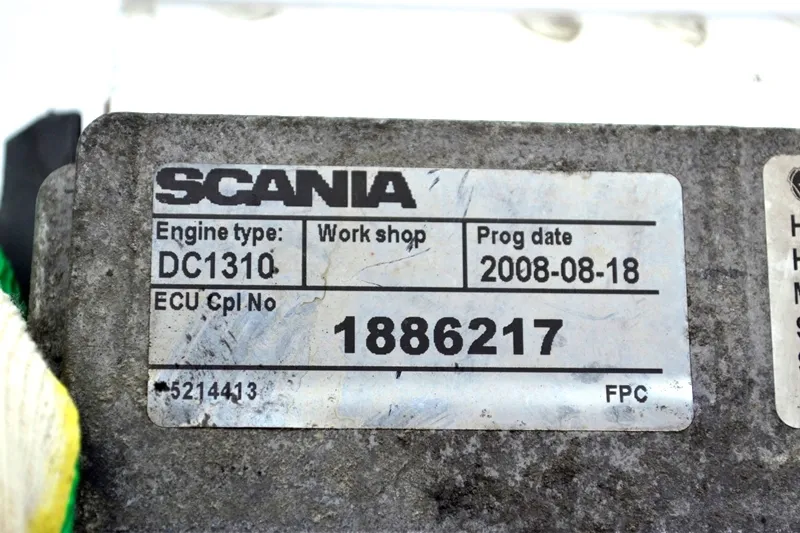 SCANIA
Engine type: Work shop Prog date
DC1310 2008-08-18
ECU Cpl No
1886217
5214413 FPC
H
H
M